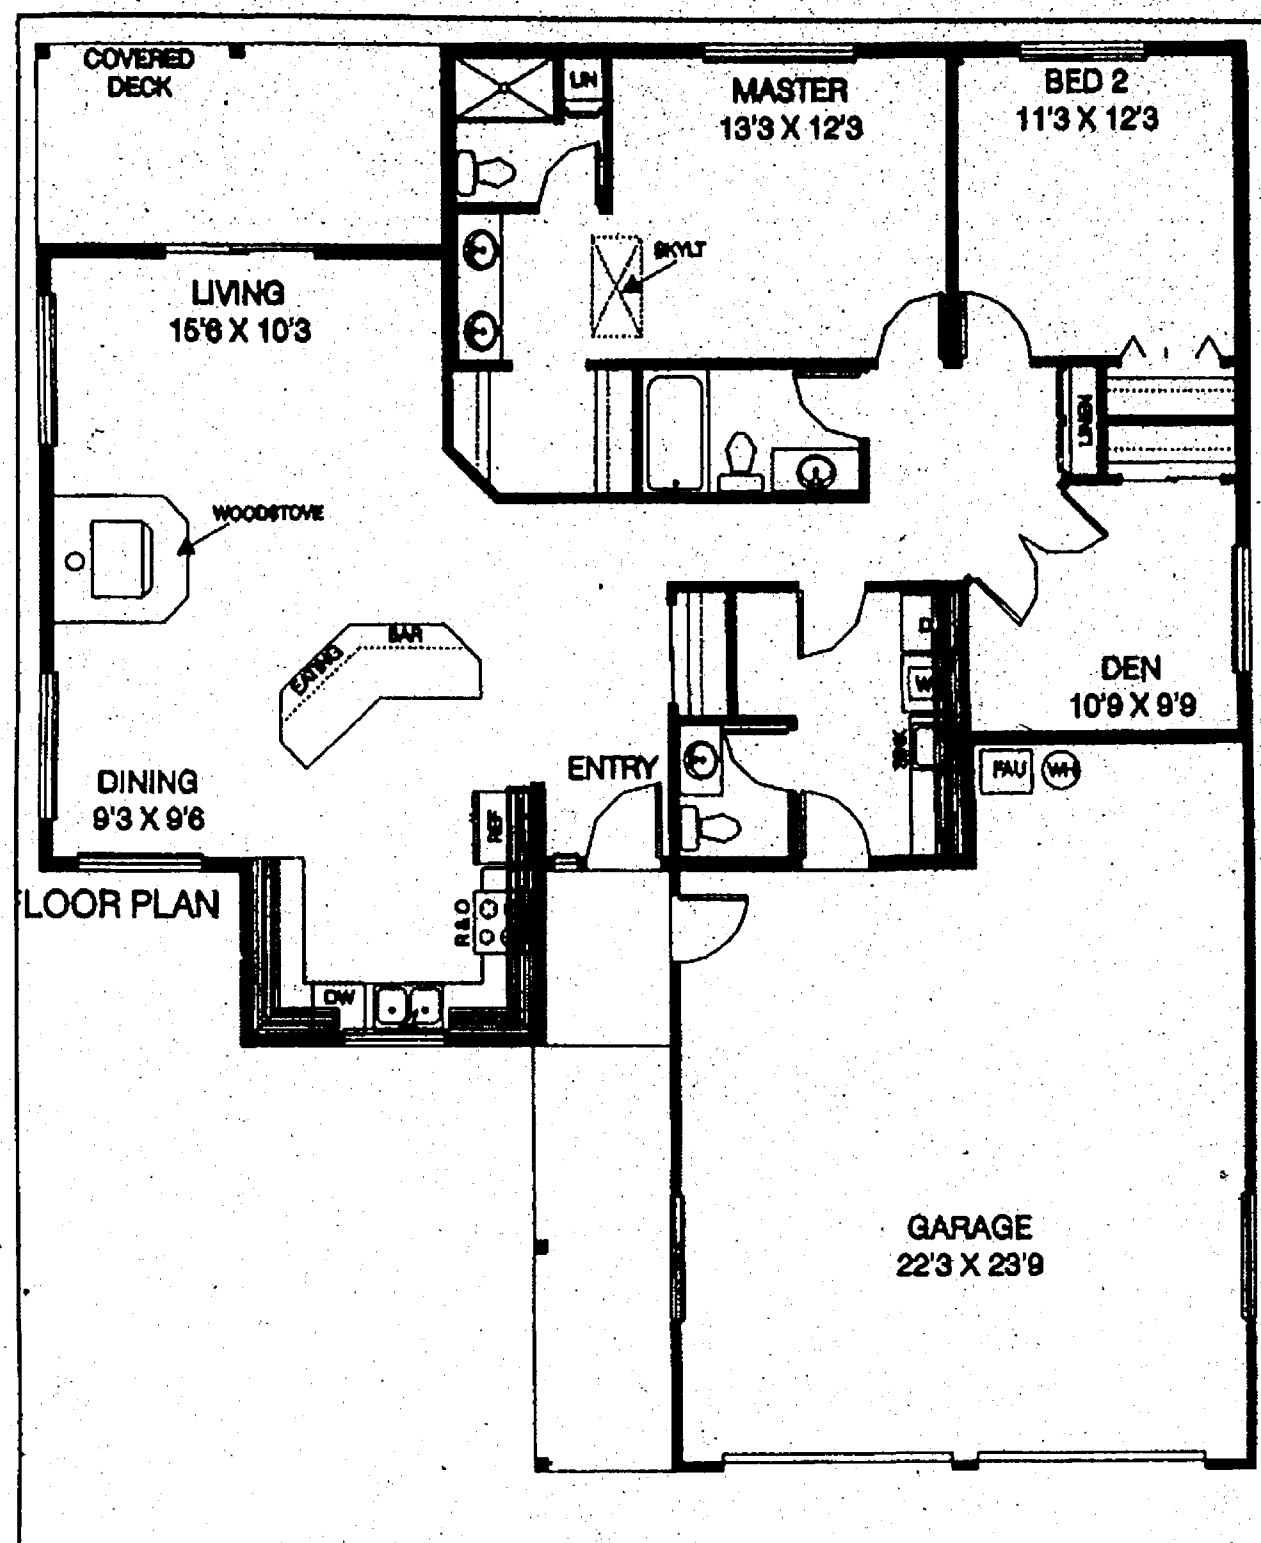 COVERED
DECK
LIN
MASTER
13'3 X 12'3
BED 2
11'3 X 12'3
SKYLT
LIVING
15'6 X 10'3
LINEN
WOODSTOVE
EATING
BAR
D
W
SINK
DEN
10'9 X 9'9
ENTRY
FAU
WH
DINING
9'3 X 9'6
REF
FLOOR PLAN
R & O
DW
GARAGE
22'3 X 23'9